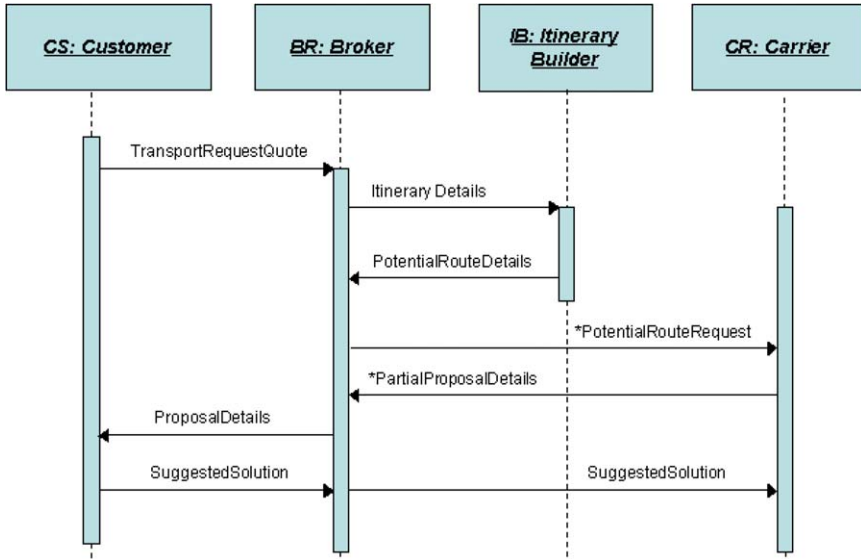 CS: Customer
BR: Broker
IB: Itinerary
Builder
CR: Carrier
TransportRequestQuote
Itinerary Details
PotentialRouteDetails
*PotentialRouteRequest
*PartialProposalDetails
ProposalDetails
SuggestedSolution
SuggestedSolution